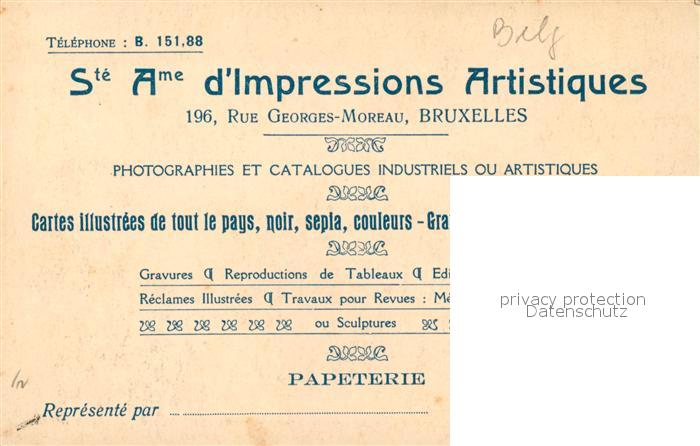 Belg
TÉLÉPHONE : B. 151,88
Sté Ame d'Impressions Artistiques
196, RUE GEORGES-MOREAU, BRUXELLES
PHOTOGRAPHIES ET CATALOGUES INDUSTRIELS OU ARTISTIQUES
Cartes illustrées de tout le pays, noir, sepia, couleurs - Gra
Gravures ¶ Reproductions de Tableaux ¶ Edi
Réclames Illustrées ¶ Travaux pour Revues : Mé
ou Sculptures
privacy protection
Datenschutz
PAPETERIE
Représenté par